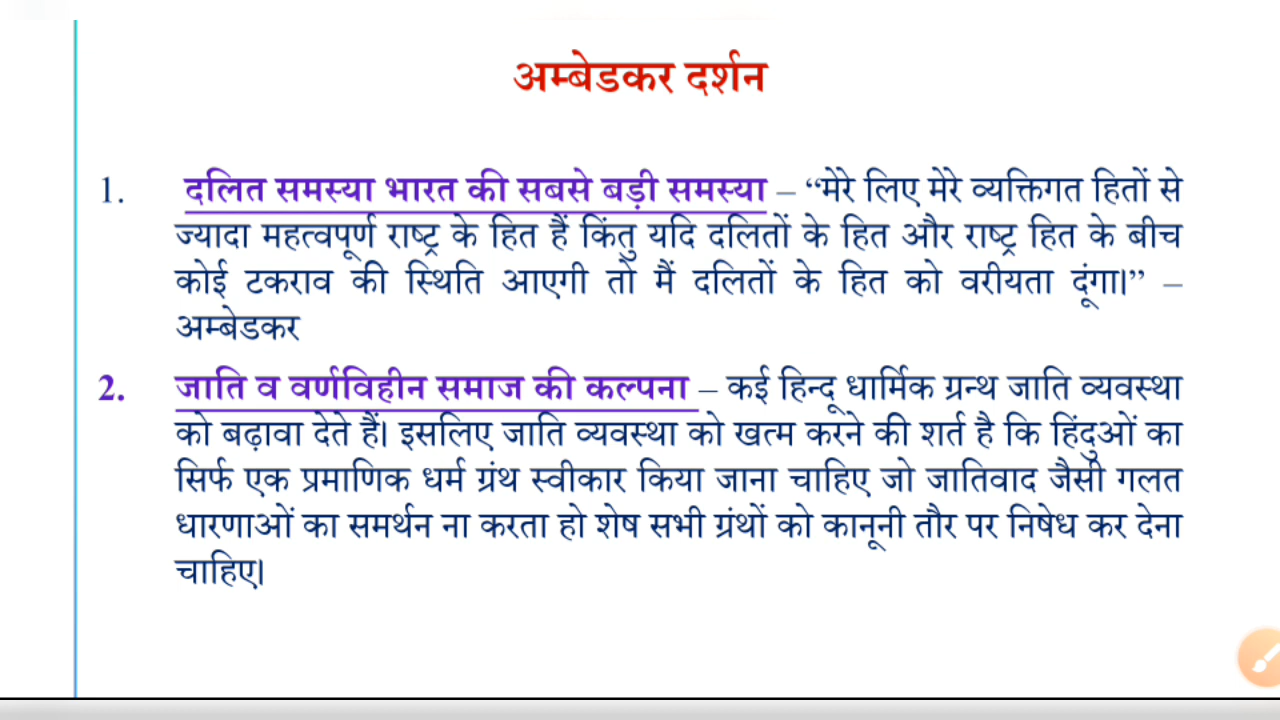 अम्बेडकर दर्शन
1. दलित समस्या भारत की सबसे बड़ी समस्या – “मेरे लिए मेरे व्यक्तिगत हितों से
ज्यादा महत्वपूर्ण राष्ट्र के हित हैं किंतु यदि दलितों के हित और राष्ट्र हित के बीच
कोई टकराव की स्थिति आएगी तो मैं दलितों के हित को वरीयता दूंगा।” –
अम्बेडकर
2. जाति व वर्णविहीन समाज की कल्पना – कई हिन्दू धार्मिक ग्रन्थ जाति व्यवस्था
को बढ़ावा देते हैं। इसलिए जाति व्यवस्था को खत्म करने की शर्त है कि हिंदुओं का
सिर्फ एक प्रमाणिक धर्म ग्रंथ स्वीकार किया जाना चाहिए जो जातिवाद जैसी गलत
धारणाओं का समर्थन ना करता हो शेष सभी ग्रंथों को कानूनी तौर पर निषेध कर देना
चाहिए।